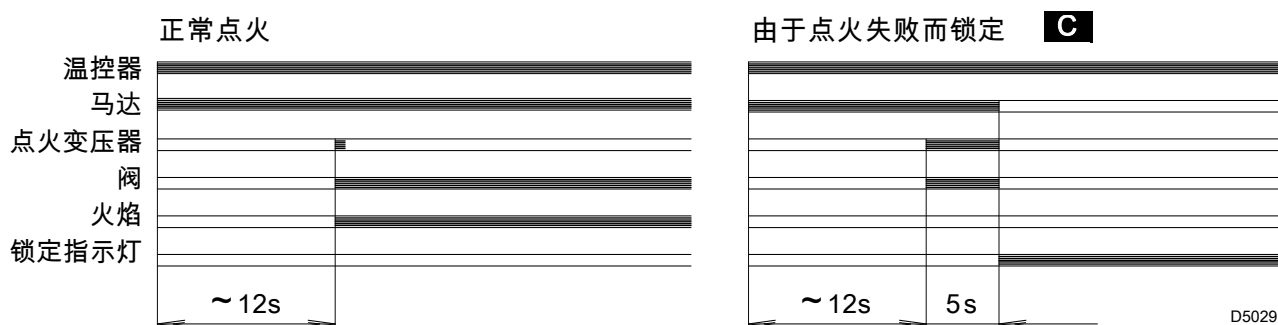 正常点火
由于点火失败而锁定 C
温控器
马达
点火变压器
阀
火焰
锁定指示灯
~12s
~12s 5s
D5029